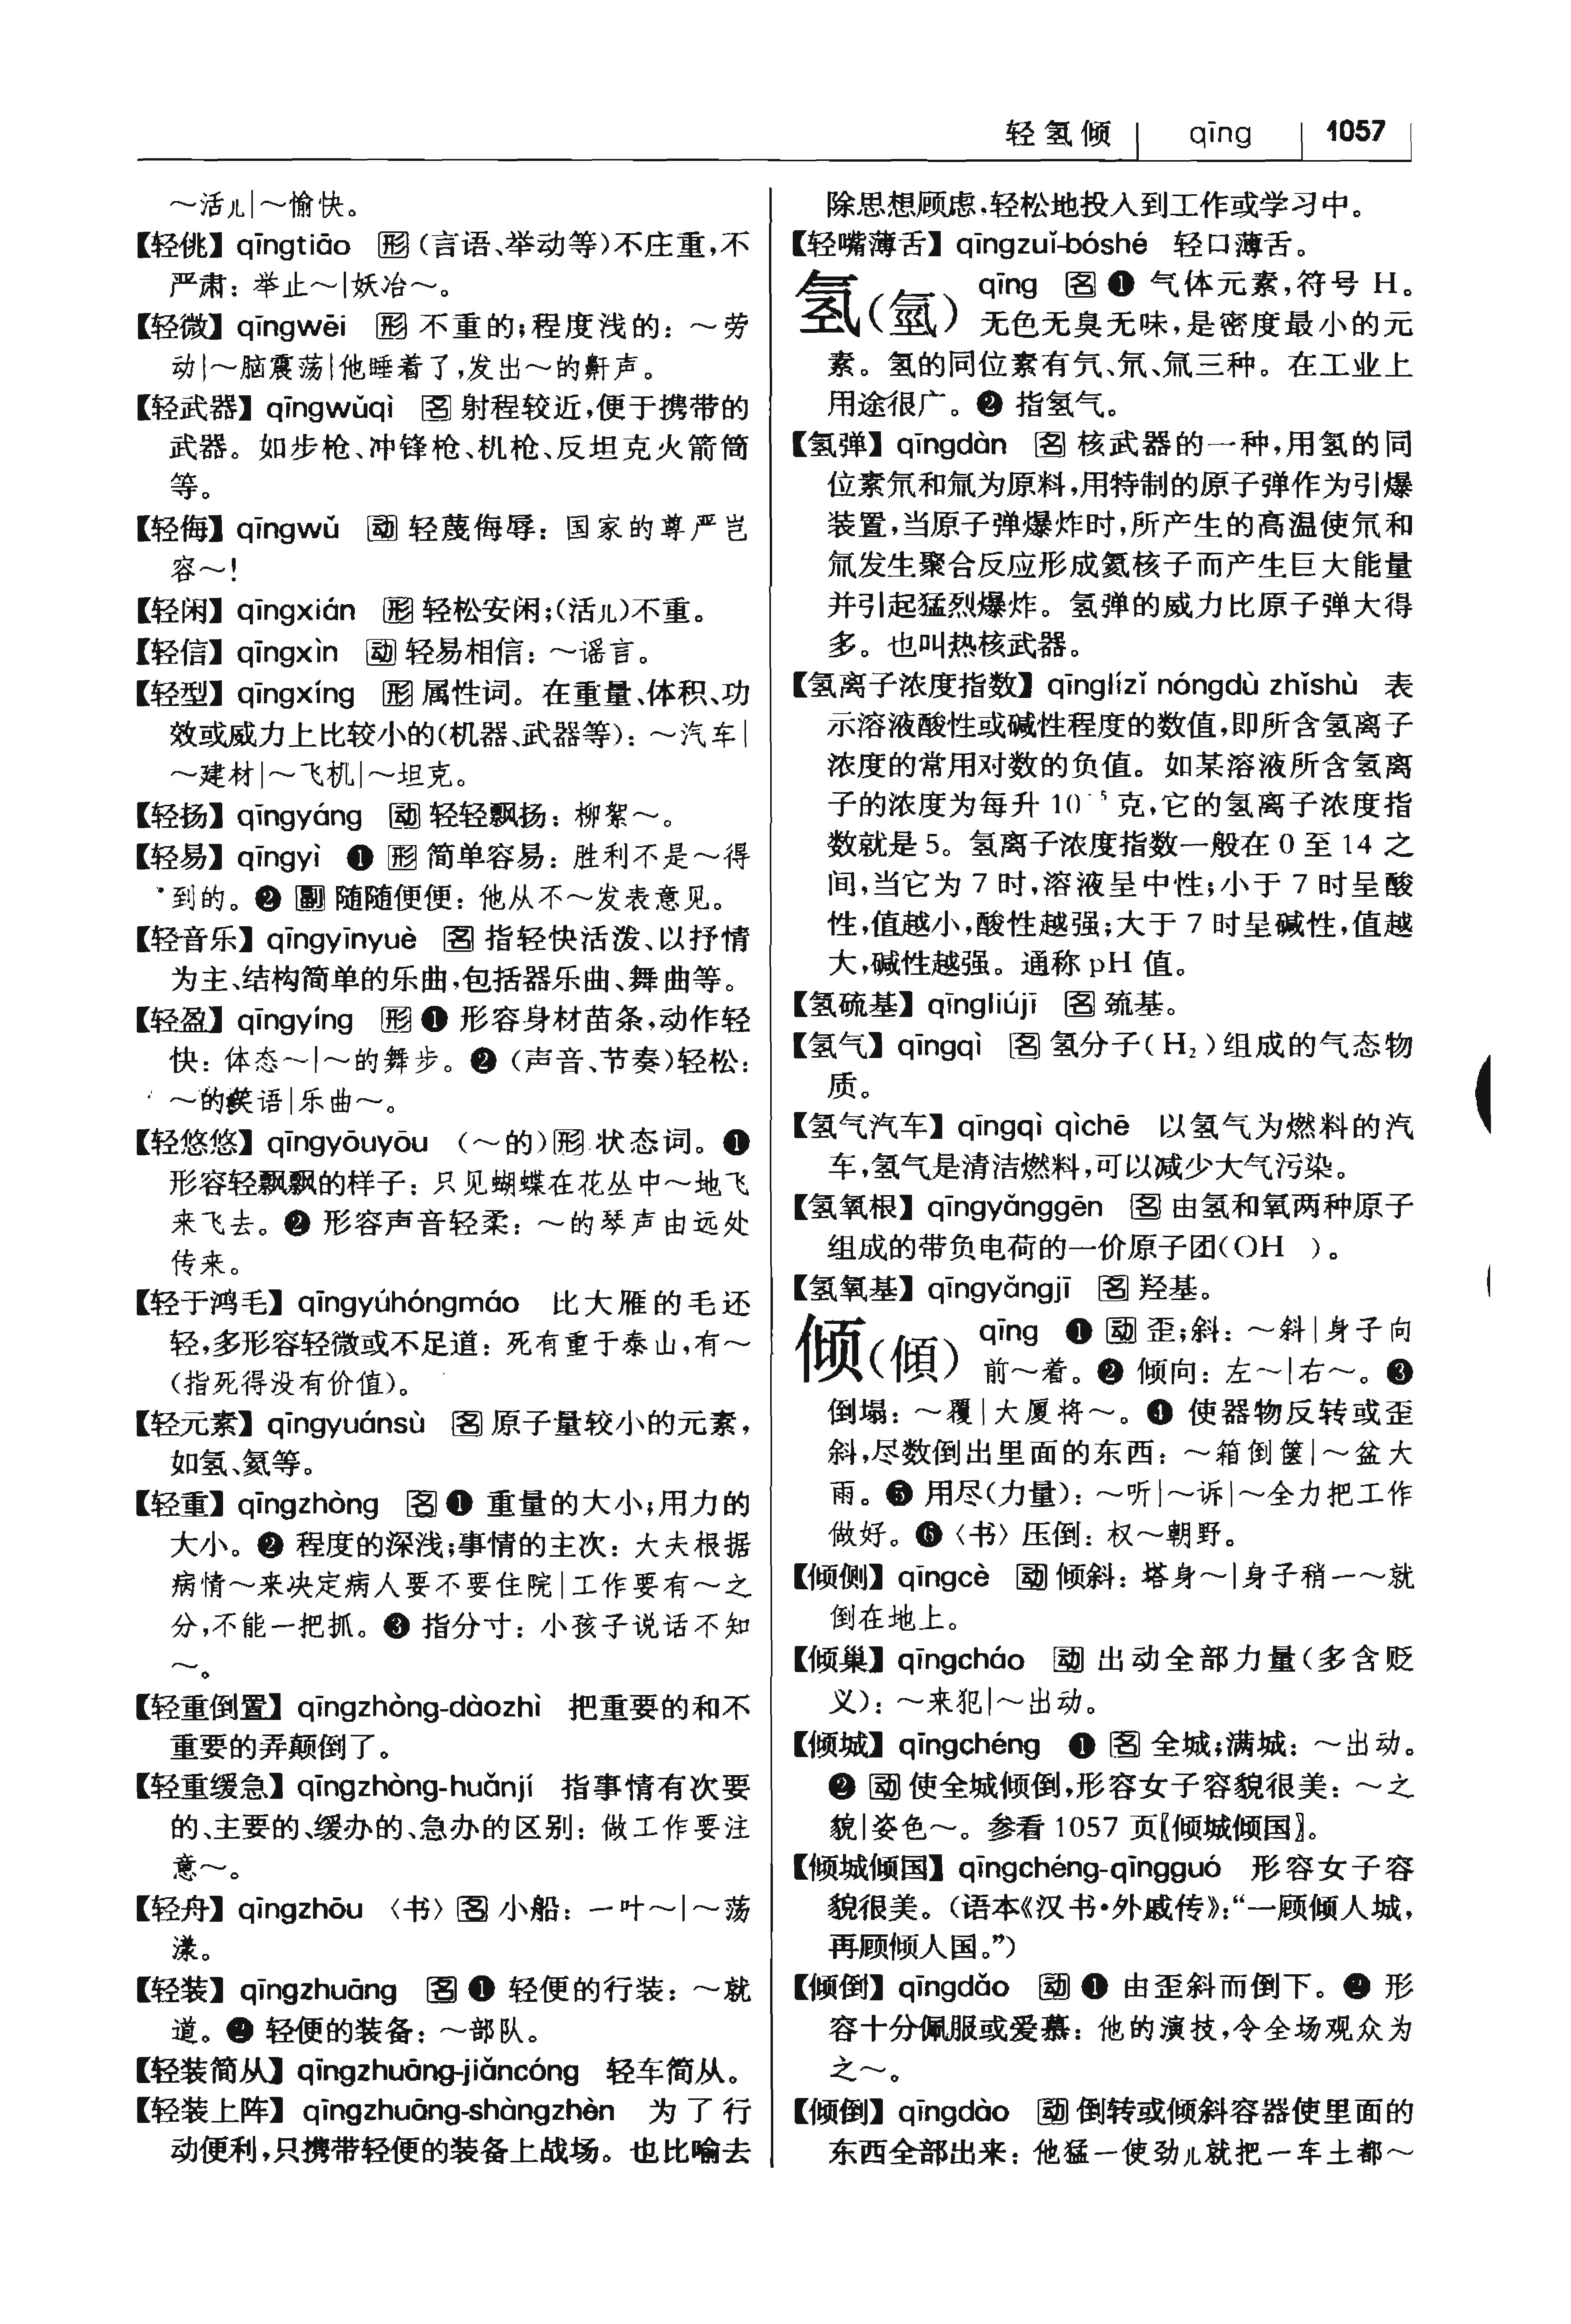 轻氢倾 | qīng | 1057
～活儿|～愉快。
【轻佻】qīngtiāo 形(言语、举动等)不庄重,不
严肃：举止～|妖冶～。
【轻微】qīngwēi 形 不重的;程度浅的：～劳
动|～脑震荡|他睡着了,发出～的鼾声。
【轻武器】qīngwǔqì 名 射程较近,便于携带的
武器。如步枪、冲锋枪、机枪、反坦克火箭筒
等。
【轻侮】qīngwǔ 动 轻蔑侮辱：国家的尊严岂
容～!
【轻闲】qīngxián 形 轻松安闲;(活儿)不重。
【轻信】qīngxìn 动 轻易相信：～谣言。
【轻型】qīngxíng 形 属性词。在重量、体积、功
效或威力上比较小的(机器、武器等)：～汽车|
～建材|～飞机|～坦克。
【轻扬】qīngyáng 动 轻轻飘扬：柳絮～。
【轻易】qīngyì ❶ 形 简单容易：胜利不是～得
到的。❷ 副 随随便便：他从不～发表意见。
【轻音乐】qīngyīnyuè 名 指轻快活泼、以抒情
为主、结构简单的乐曲,包括器乐曲、舞曲等。
【轻盈】qīngyíng 形 ❶ 形容身材苗条,动作轻
快：体态～|～的舞步。❷ (声音、节奏)轻松：
～的笑语|乐曲～。
【轻悠悠】qīngyōuyōu (～的)形 状态词。❶
形容轻飘飘的样子：只见蝴蝶在花丛中～地飞
来飞去。❷ 形容声音轻柔：～的琴声由远处
传来。
【轻于鸿毛】qīngyúhóngmáo 比大雁的毛还
轻,多形容轻微或不足道：死有重于泰山,有～
(指死得没有价值)。
【轻元素】qīngyuánsù 名 原子量较小的元素,
如氢、氦等。
【轻重】qīngzhòng 名 ❶ 重量的大小;用力的
大小。❷ 程度的深浅;事情的主次：大夫根据
病情～来决定病人要不要住院|工作要有～之
分,不能一把抓。❸ 指分寸：小孩子说话不知
～。
【轻重倒置】qīngzhòng-dàozhì 把重要的和不
重要的弄颠倒了。
【轻重缓急】qīngzhòng-huǎnjí 指事情有次要
的、主要的、缓办的、急办的区别：做工作要注
意～。
【轻舟】qīngzhōu 〈书〉名 小船：一叶～|～荡
漾。
【轻装】qīngzhuāng 名 ❶ 轻便的行装：～就
道。❷ 轻便的装备：～部队。
【轻装简从】qīngzhuāng-jiǎncóng 轻车简从。
【轻装上阵】qīngzhuāng-shàngzhèn 为了行
动便利,只携带轻便的装备上战场。也比喻去
除思想顾虑,轻松地投入到工作或学习中。
【轻嘴薄舌】qīngzuǐ-bóshé 轻口薄舌。
氢(氫) qīng 名 ❶ 气体元素,符号 H。
无色无臭无味,是密度最小的元
素。氢的同位素有氕、氘、氚三种。在工业上
用途很广。❷ 指氢气。
【氢弹】qīngdàn 名 核武器的一种,用氢的同
位素氘和氚为原料,用特制的原子弹作为引爆
装置,当原子弹爆炸时,所产生的高温使氘和
氚发生聚合反应形成氦核子而产生巨大能量
并引起猛烈爆炸。氢弹的威力比原子弹大得
多。也叫热核武器。
【氢离子浓度指数】qīnglízǐ nóngdù zhǐshù 表
示溶液酸性或碱性程度的数值,即所含氢离子
浓度的常用对数的负值。如某溶液所含氢离
子的浓度为每升 10⁻⁵ 克,它的氢离子浓度指
数就是 5。氢离子浓度指数一般在 0 至 14 之
间,当它为 7 时,溶液呈中性;小于 7 时呈酸
性,值越小,酸性越强;大于 7 时呈碱性,值越
大,碱性越强。通称 pH 值。
【氢硫基】qīngliújī 名 巯基。
【氢气】qīngqì 名 氢分子(H₂)组成的气态物
质。
【氢气汽车】qīngqì qìchē 以氢气为燃料的汽
车,氢气是清洁燃料,可以减少大气污染。
【氢氧根】qīngyǎnggēn 名 由氢和氧两种原子
组成的带负电荷的一价原子团(OH )。
【氢氧基】qīngyǎngjī 名 羟基。
倾(傾) qīng ❶ 动 歪;斜：～斜|身子向
前～着。❷ 倾向：左～|右～。❸
倒塌：～覆|大厦将～。❹ 使器物反转或歪
斜,尽数倒出里面的东西：～箱倒箧|～盆大
雨。❺ 用尽(力量)：～听|～诉|～全力把工作
做好。❻〈书〉压倒：权～朝野。
【倾侧】qīngcè 动 倾斜：塔身～|身子稍一～就
倒在地上。
【倾巢】qīngcháo 动 出动全部力量(多含贬
义)：～来犯|～出动。
【倾城】qīngchéng ❶ 名 全城;满城：～出动。
❷ 动 使全城倾倒,形容女子容貌很美：～之
貌|姿色～。参看 1057 页〖倾城倾国〗。
【倾城倾国】qīngchéng-qīngguó 形容女子容
貌很美。(语本《汉书·外戚传》:“一顾倾人城,
再顾倾人国。”)
【倾倒】qīngdǎo 动 ❶ 由歪斜而倒下。❷ 形
容十分佩服或爱慕：他的演技,令全场观众为
之～。
【倾倒】qīngdào 动 倒转或倾斜容器使里面的
东西全部出来：他猛一使劲儿就把一车土都～